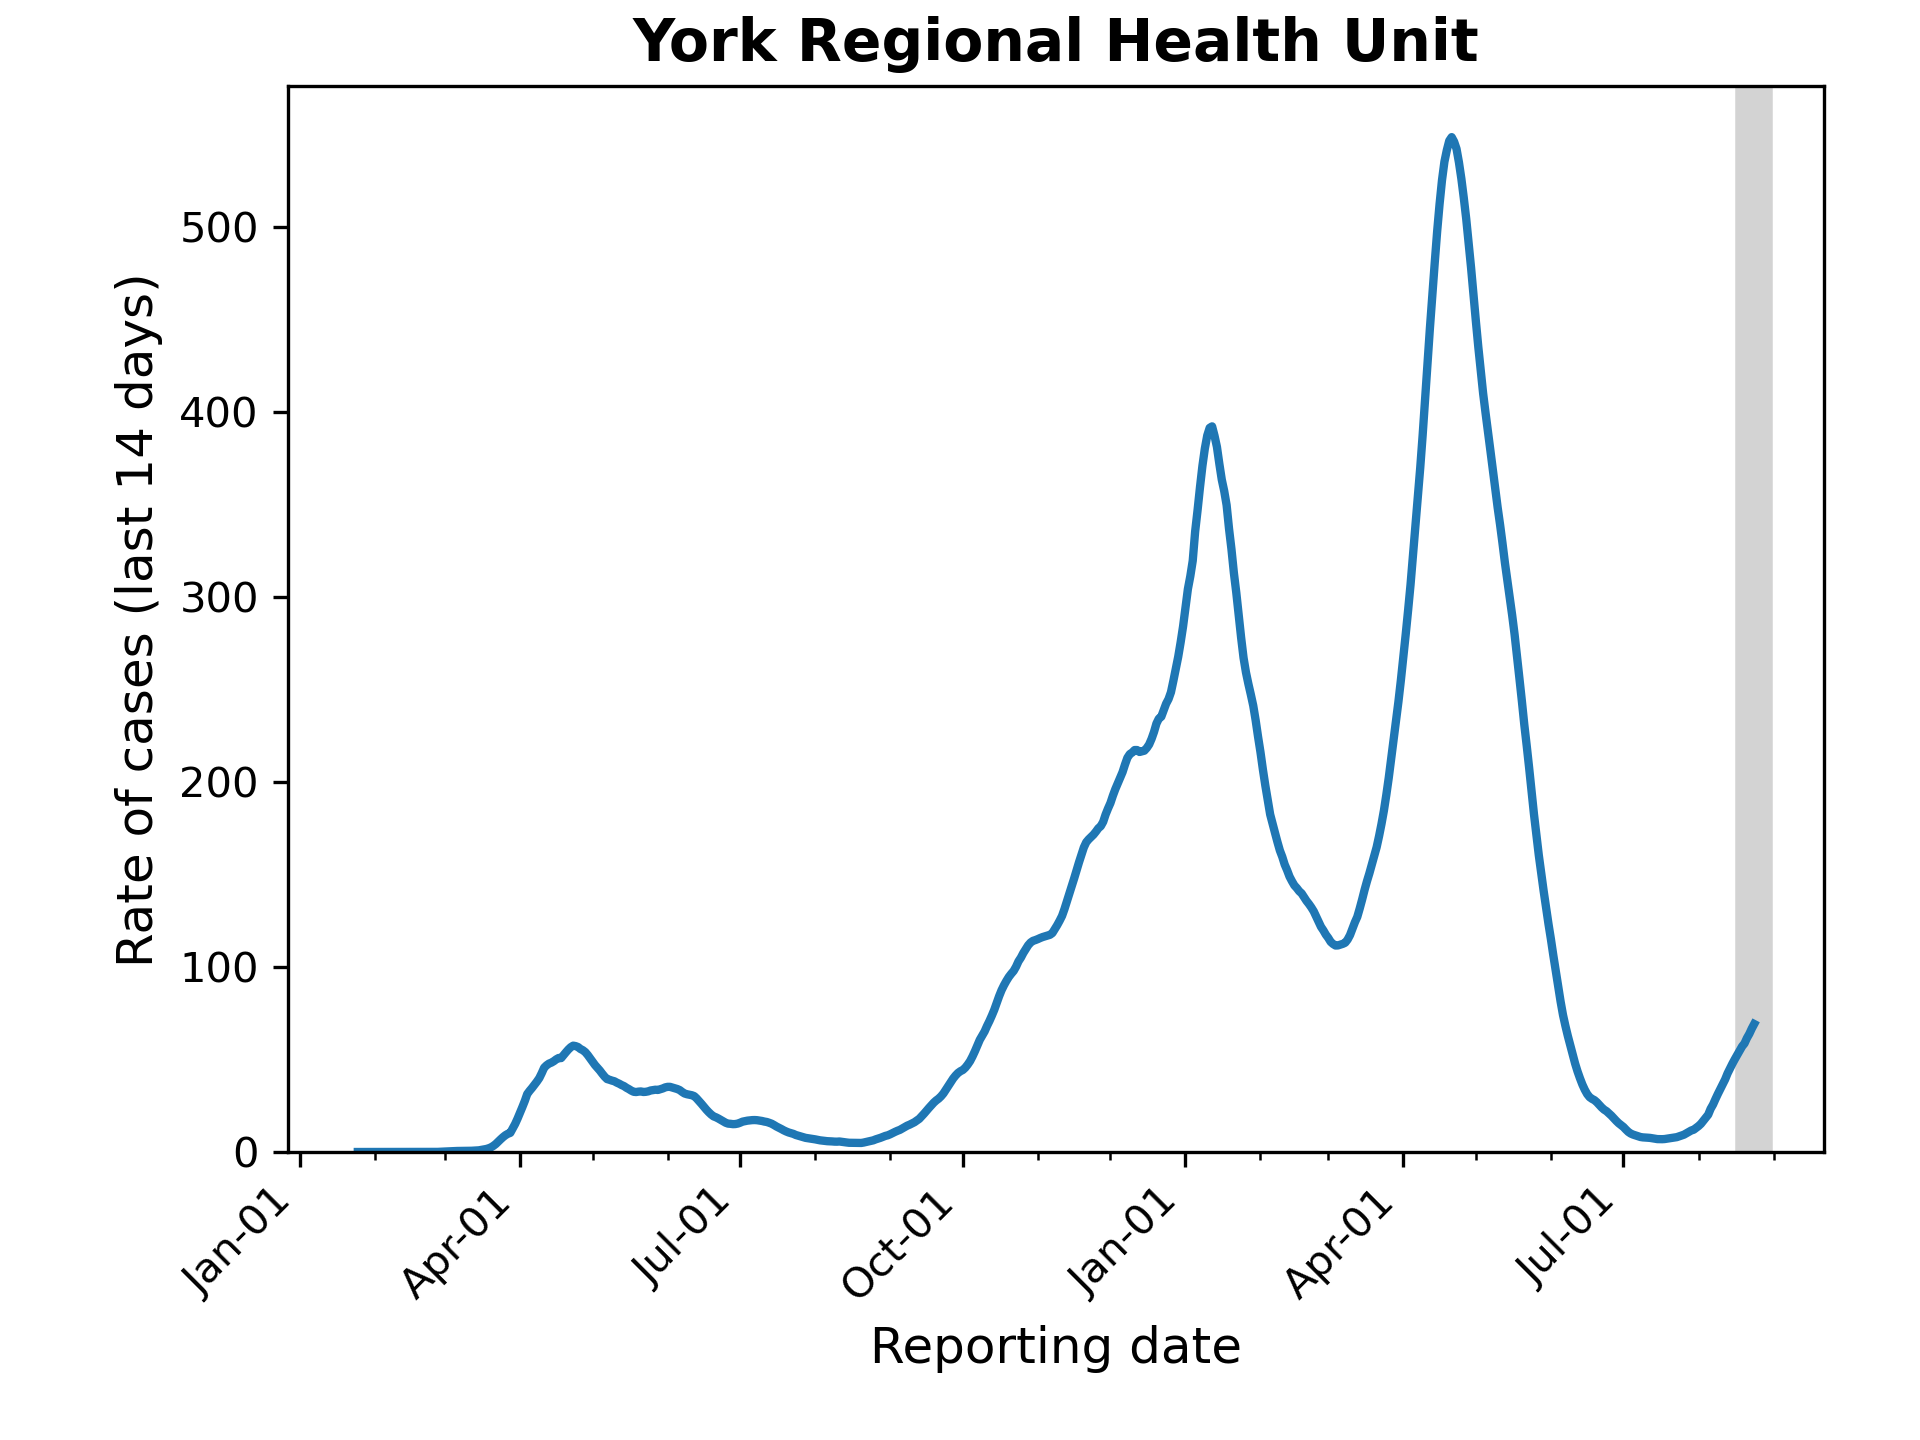 York Regional Health Unit
Rate of cases (last 14 days)
500
400
300
200
100
0
Jan-01
Apr-01
Jul-01
Oct-01
Jan-01
Apr-01
Jul-01
Reporting date